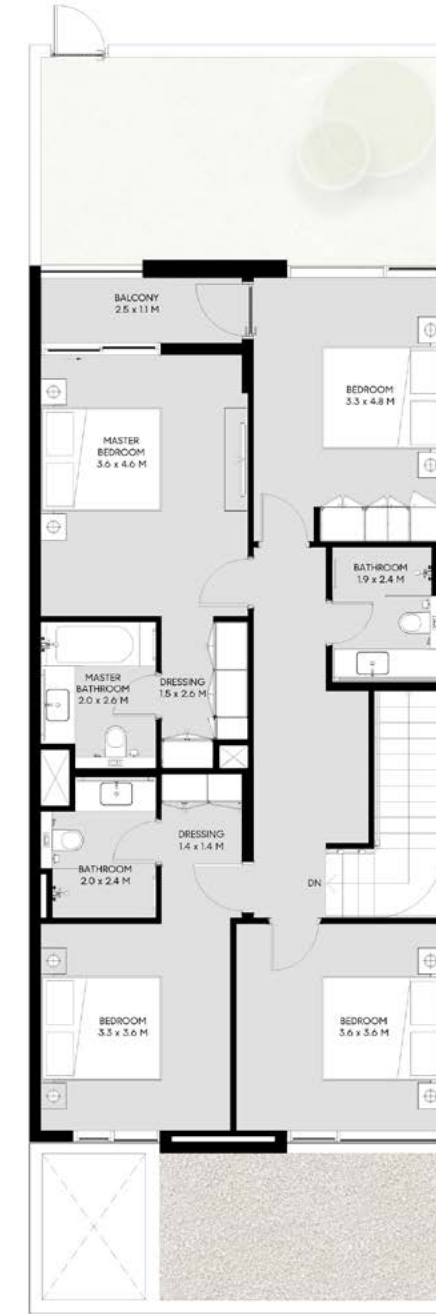 BALCONY
2.5 x 1.1 M
BEDROOM
3.3 x 4.8 M
MASTER
BEDROOM
3.6 x 4.6 M
BATHROOM
1.9 x 2.4 M
MASTER
BATHROOM
2.0 x 2.6 M
DRESSING
1.5 x 2.6 M
DRESSING
1.4 x 1.4 M
BATHROOM
2.0 x 2.4 M
DN
BEDROOM
3.3 x 3.6 M
BEDROOM
3.6 x 3.6 M